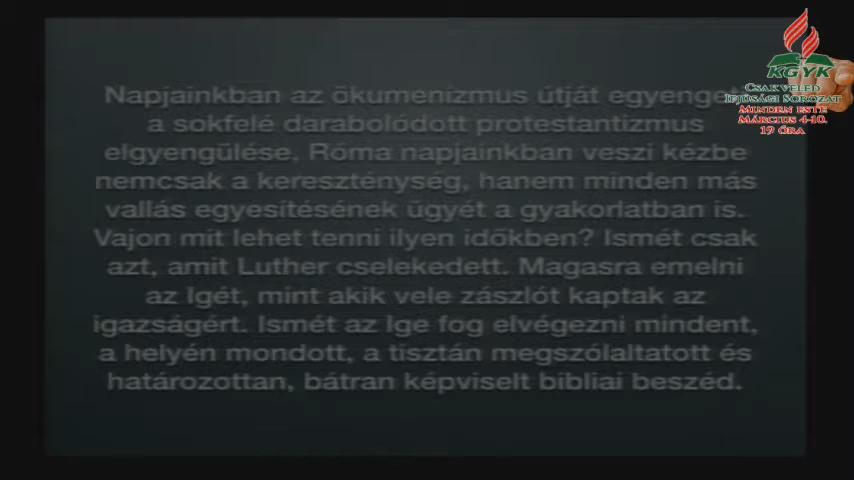 Napjainkban az ökumenizmus útját egyenget
a sokfelé darabolódott protestantizmus
elgyengülése. Róma napjainkban veszi kézbe
nemcsak a kereszténység, hanem minden más
vallás egyesítésének ügyét a gyakorlatban is.
Vajon mit lehet tenni ilyen időkben? Ismét csak
azt, amit Luther cselekedett. Magasra emelni
az Igét, mint akik vele zászlót kaptak az
igazságért. Ismét az Ige fog elvégezni mindent,
a helyén mondott, a tisztán megszólaltatott és
határozottan, bátran képviselt bibliai beszéd.
KGYK
Csak veled
Ifjúsági Sorozat
Minden este
Március 4-10.
19 óra